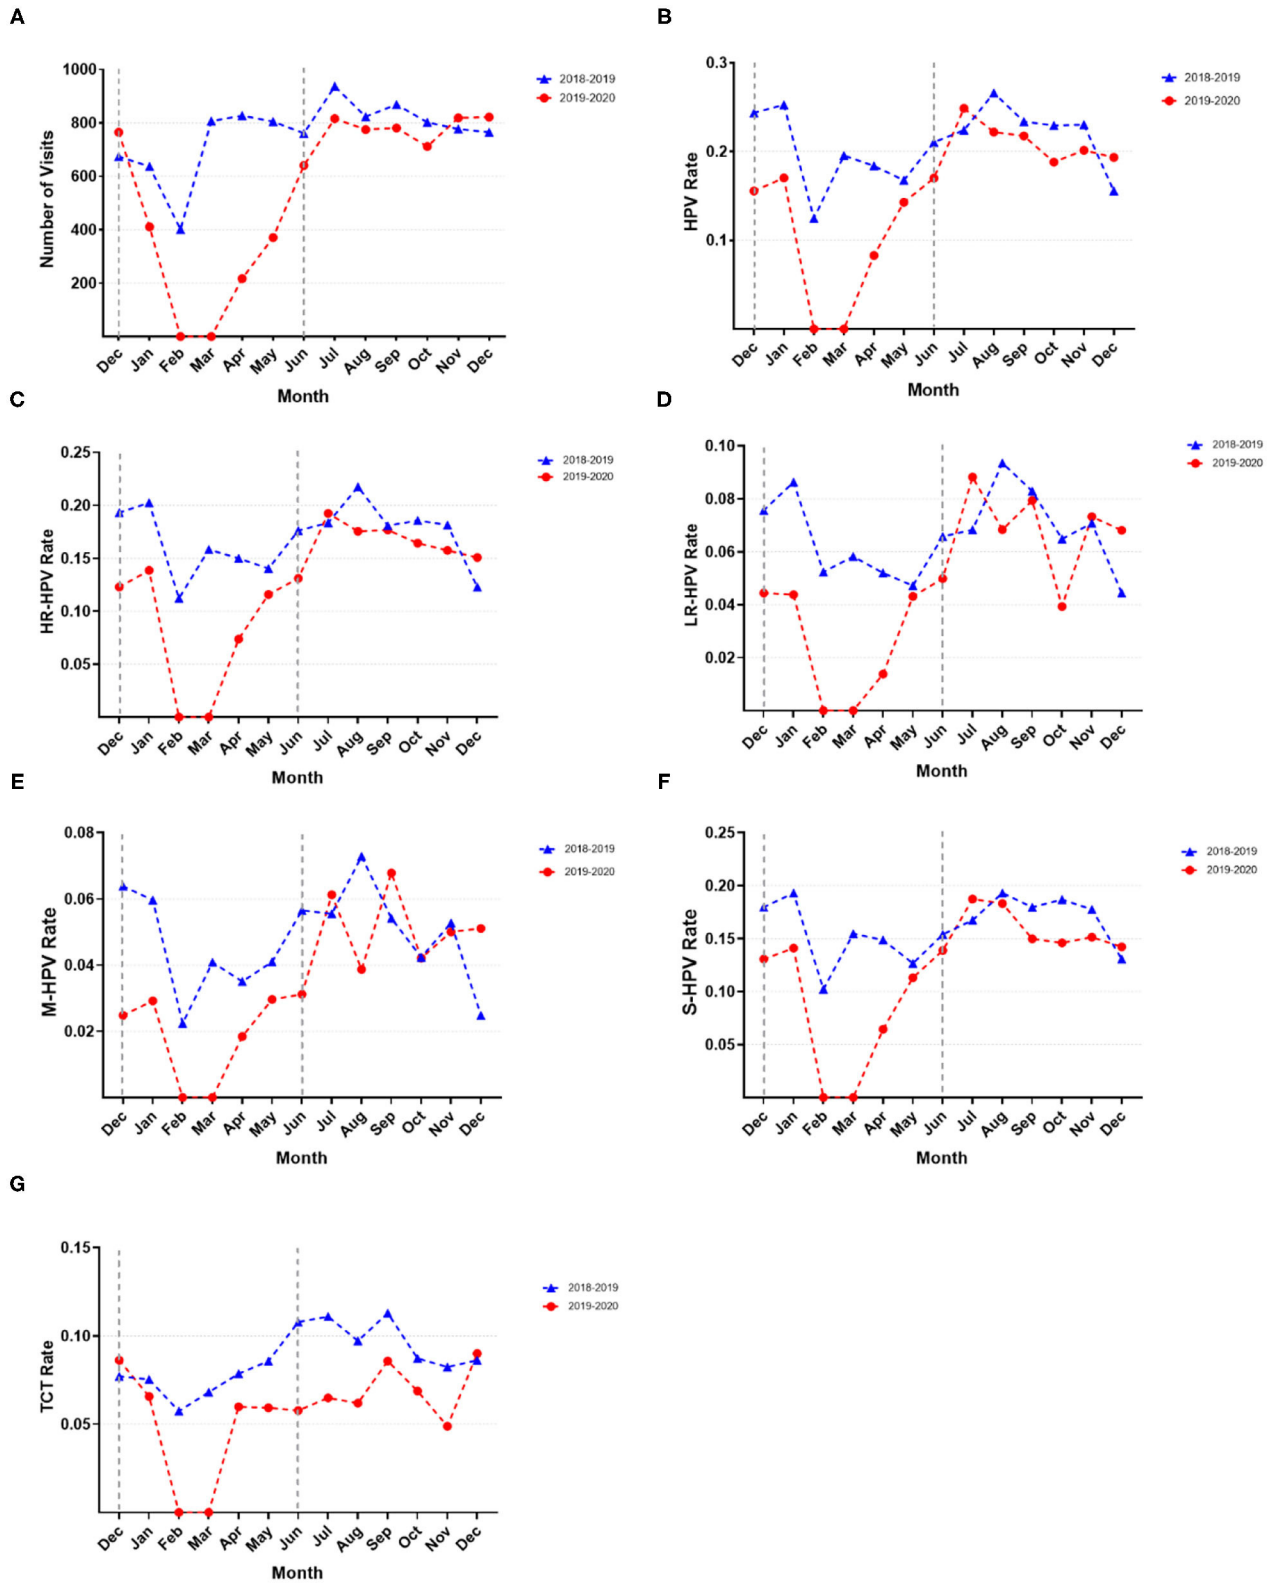 A
1000
800
600
400
200
Number of Visits
Dec Jan Feb Mar Apr May Jun Jul Aug Sep Oct Nov Dec
Month
2018-2019
2019-2020
B
0.3
0.2
0.1
HPV Rate
Dec Jan Feb Mar Apr May Jun Jul Aug Sep Oct Nov Dec
Month
2018-2019
2019-2020
C
0.25
0.20
0.15
0.10
0.05
HR-HPV Rate
Dec Jan Feb Mar Apr May Jun Jul Aug Sep Oct Nov Dec
Month
2018-2019
2019-2020
D
0.10
0.08
0.06
0.04
0.02
LR-HPV Rate
Dec Jan Feb Mar Apr May Jun Jul Aug Sep Oct Nov Dec
Month
2018-2019
2019-2020
E
0.08
0.06
0.04
0.02
M-HPV Rate
Dec Jan Feb Mar Apr May Jun Jul Aug Sep Oct Nov Dec
Month
2018-2019
2019-2020
F
0.25
0.20
0.15
0.10
0.05
S-HPV Rate
Dec Jan Feb Mar Apr May Jun Jul Aug Sep Oct Nov Dec
Month
2018-2019
2019-2020
G
0.15
0.10
0.05
TCT Rate
Dec Jan Feb Mar Apr May Jun Jul Aug Sep Oct Nov Dec
Month
2018-2019
2019-2020